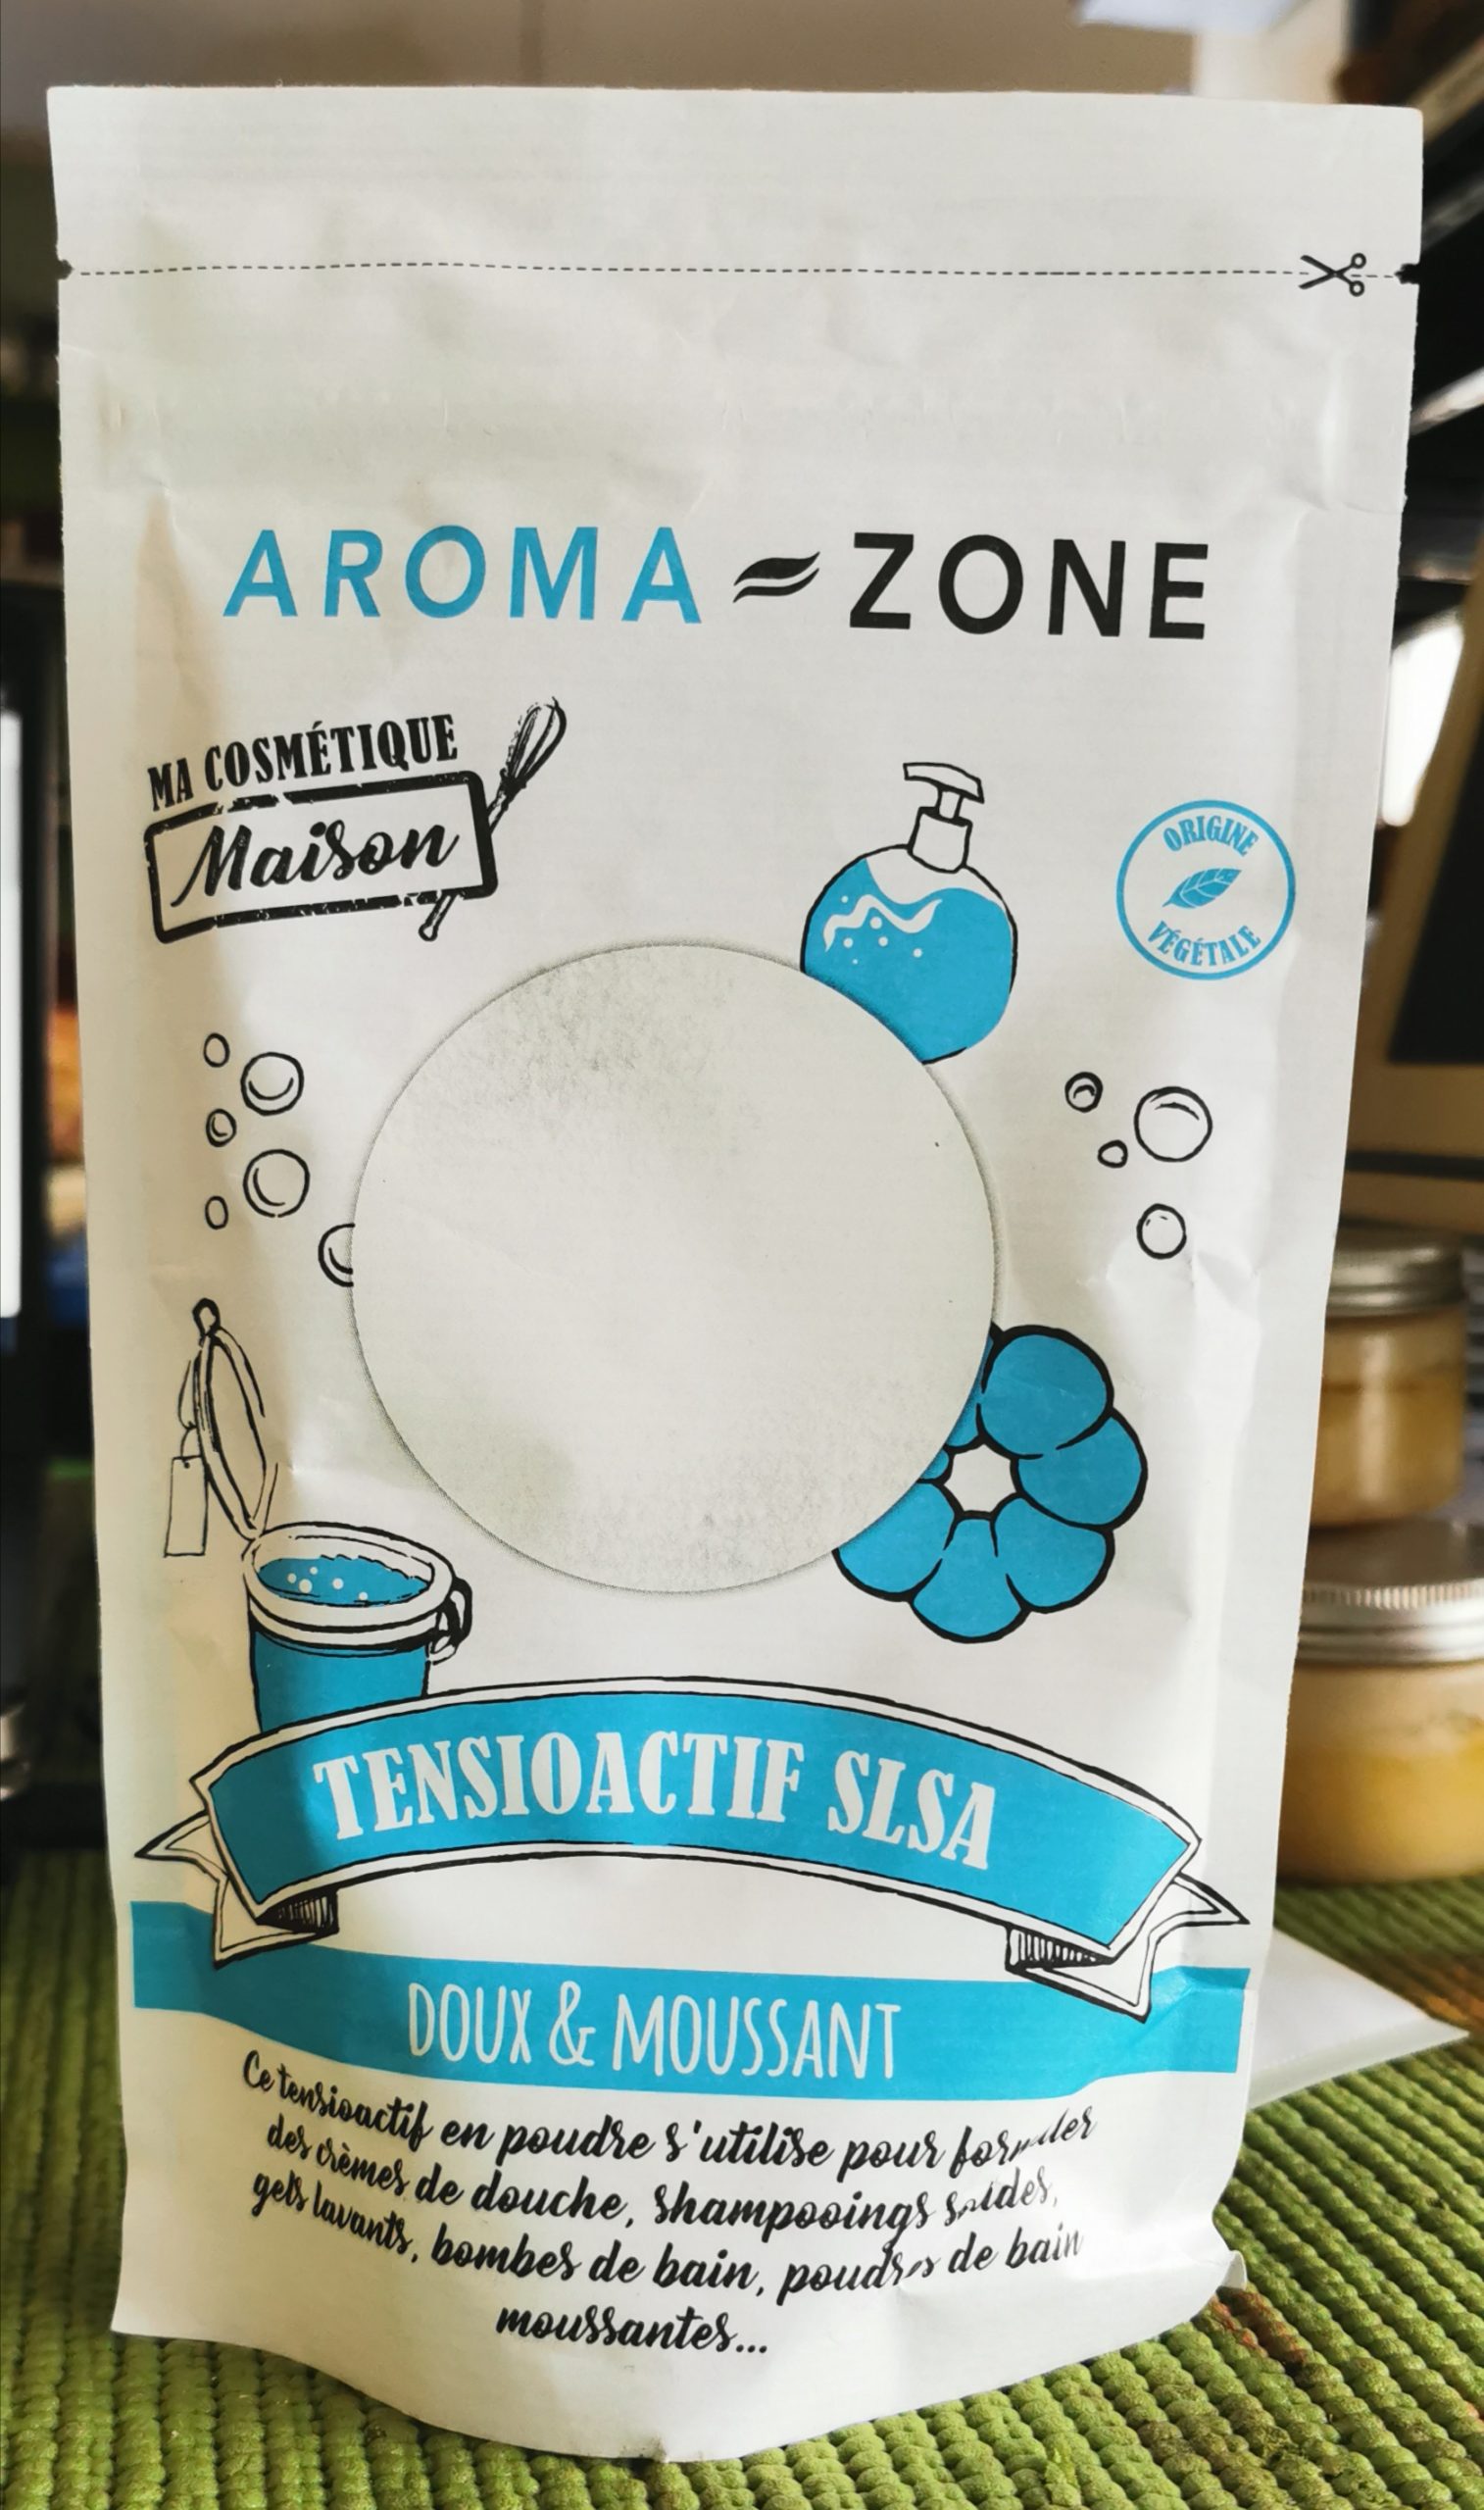 AROMA ZONE
MA COSMÉTIQUE
Maison
ORIGINE
VÉGÉTALE
TENSIOACTIF SLSA
DOUX & MOUSSANT
Ce tensioactif en poudre s'utilise pour formuler
des crèmes de douche, shampooings solides,
gels lavants, bombes de bain, poudres de bain
moussantes...